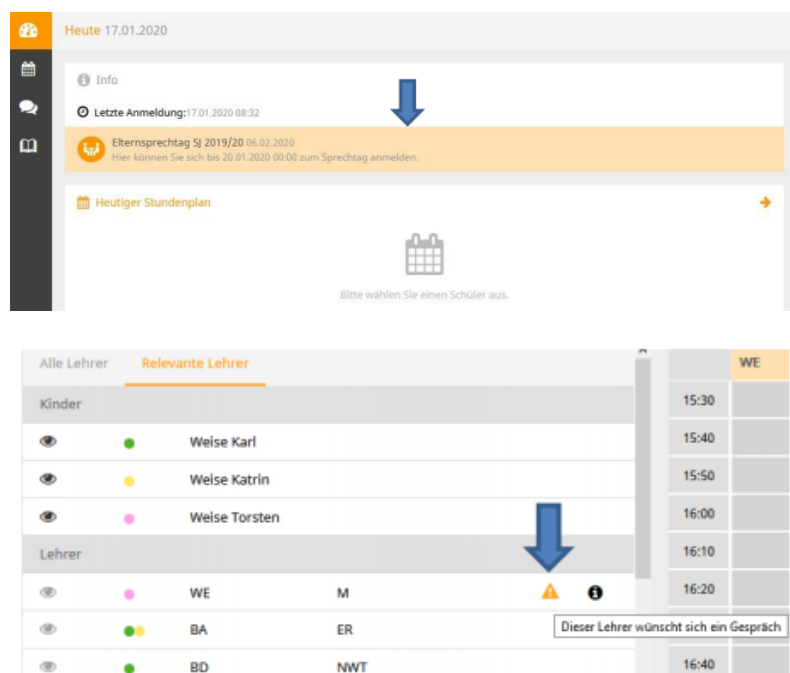 Heute 17.01.2020
Info
Letzte Anmeldung:17.01.2020 08:32
Elternsprechtag SJ 2019/20 06.02.2020
Hier können Sie sich bis 20.01.2020 00:00 zum Sprechtag anmelden.
Heutiger Stundenplan
Bitte wählen Sie einen Schüler aus.
Alle Lehrer Relevante Lehrer WE
Kinder 15:30
Weise Karl 15:40
Weise Katrin 15:50
Weise Torsten 16:00
Lehrer 16:10
WE M 16:20
BA ER Dieser Lehrer wünscht sich ein Gespräch
BD NWT 16:40